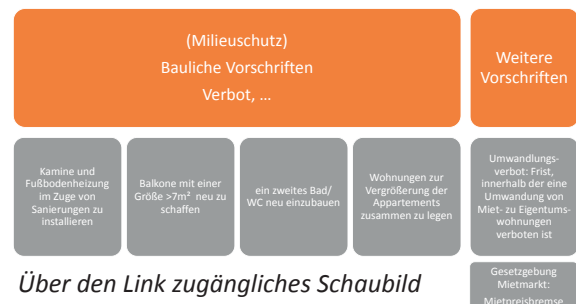 (Milieuschutz)
Bauliche Vorschriften
Verbot, ...
Weitere
Vorschriften
Kamine und
Fußbodenheizung
im Zuge von
Sanierungen zu
installieren
Balkone mit einer
Größe >7m² neu zu
schaffen
ein zweites Bad/
WC neu einzubauen
Wohnungen zur
Vergrößerung der
Appartements
zusammen zu legen
Umwandlungs-
verbot: Frist,
innerhalb der eine
Umwandung von
Miet- zu Eigentums-
wohnungen
verboten ist
Gesetzgebung
Mietmarkt:
Mietpreisbremse
Über den Link zugängliches Schaubild